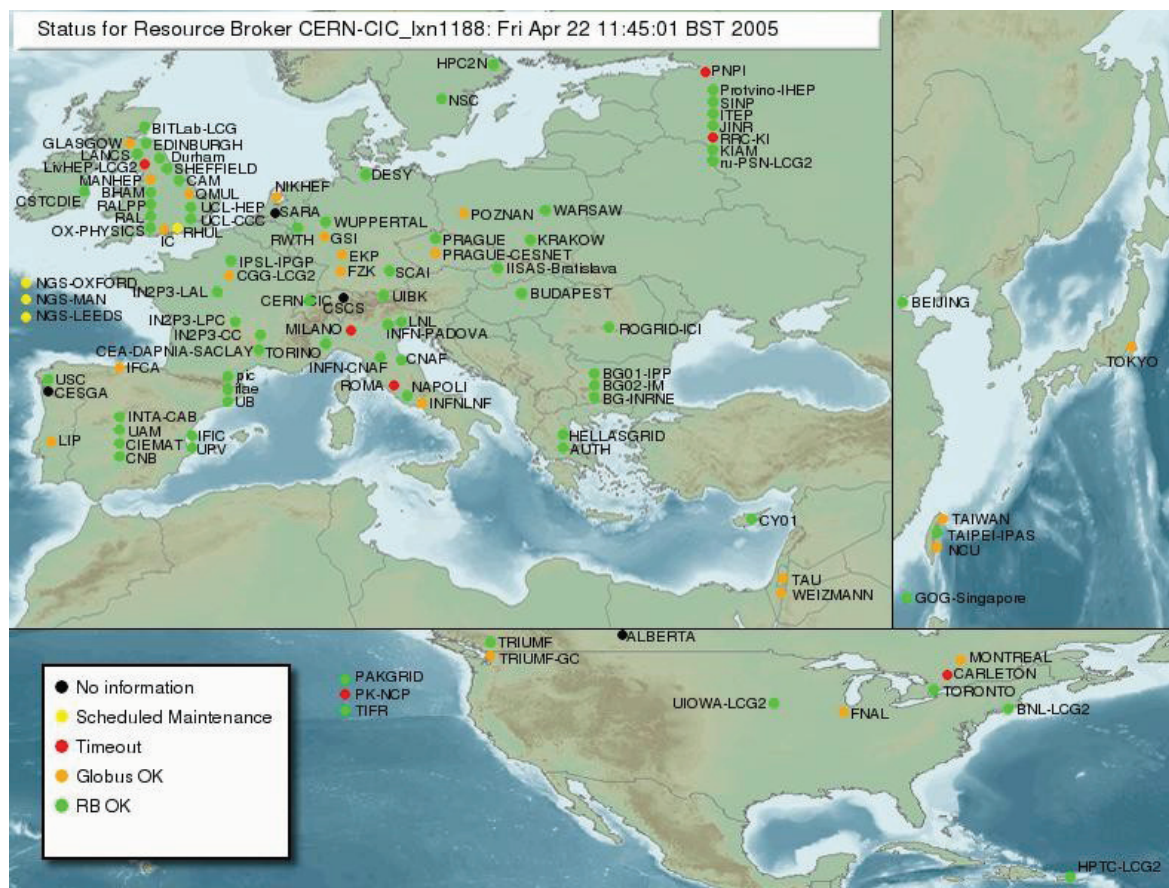 Status for Resource Broker CERN-CIC_lxn1188: Fri Apr 22 11:45:01 BST 2005
HPC2N
NSC
PNPI
Protvino-IHEP
SINP
ITEP
JINR
RRC-KI
KIAM
ru-PSN-LCG2
BITLab-LCG
GLASGOW
EDINBURGH
LANCS
Durham
LivHEP-LCG2
SHEFFIELD
MANHEP
CAM
CSTCDIE
BHAM
QMUL
RALPP
UCL-HEP
RAL
UCL-CCC
OX-PHYSICS
IC
RHUL
DESY
NIKHEF
SARA
WUPPERTAL
RWTH
GSI
POZNAN
WARSAW
PRAGUE
KRAKOW
PRAGUE-CESNET
EKP
FZK
SCAI
IISAS-Bratislava
IPSL-IPGP
CGG-LCG2
NGS-OXFORD
NGS-MAN
NGS-LEEDS
IN2P3-LAL
CERN-CIC
CSCS
UIBK
BUDAPEST
IN2P3-LPC
IN2P3-CC
MILANO
LNL
INFN-PADOVA
ROGRID-ICI
CEA-DAPNIA-SACLAY
TORINO
IFCA
INFN-CNAF
CNAF
USC
CESGA
pic
ifae
UB
ROMA
NAPOLI
INFNLNF
BG01-IPP
BG02-IM
BG-INRNE
INTA-CAB
UAM
LIP
CIEMAT
CNB
IFIC
UPV
HELLASGRID
AUTH
CY01
TAU
WEIZMANN
BEIJING
TOKYO
TAIWAN
TAIPEI-IPAS
NCU
GOG-Singapore
TRIUMF
ALBERTA
TRIUMF-GC
MONTREAL
CARLETON
TORONTO
PAKGRID
PK-NCP
TIFR
UIOWA-LCG2
FNAL
BNL-LCG2
HPTC-LCG2
No information
Scheduled Maintenance
Timeout
Globus OK
RB OK